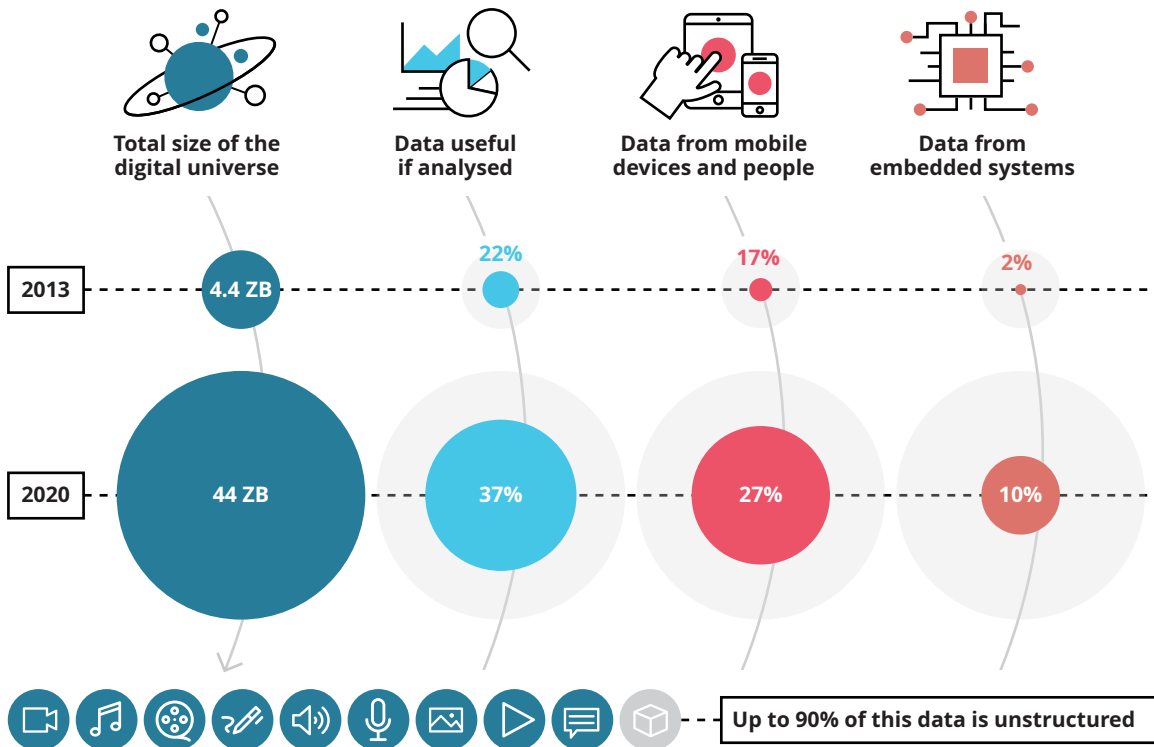 Total size of the
digital universe
Data useful
if analysed
Data from mobile
devices and people
Data from
embedded systems
2013
4.4 ZB
22%
17%
2%
2020
44 ZB
37%
27%
10%
Up to 90% of this data is unstructured